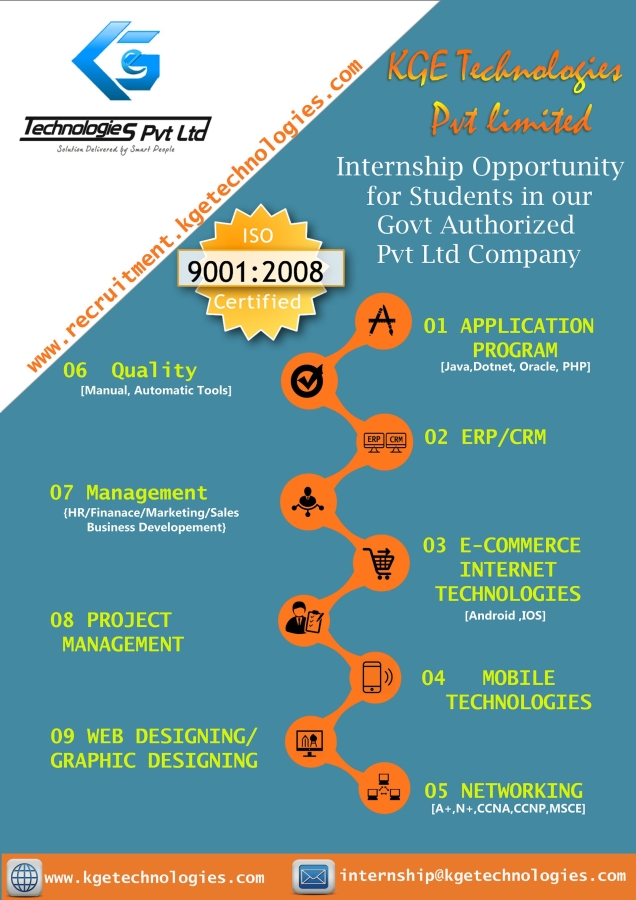 TechnologieS Pvt Ltd
Solution Delivered by Smart People
www.recruitment.kgetechnologies.com
KGE Technologies
Pvt limited
Internship Opportunity
for Students in our
Govt Authorized
Pvt Ltd Company
ISO
9001:2008
Certified
01 APPLICATION
PROGRAM
[Java,Dotnet, Oracle, PHP]
06 Quality
[Manual, Automatic Tools]
ERP CRM
02 ERP/CRM
07 Management
{HR/Finanace/Marketing/Sales
Business Developement}
03 E-COMMERCE
INTERNET
TECHNOLOGIES
[Android ,IOS]
08 PROJECT
MANAGEMENT
04 MOBILE
TECHNOLOGIES
09 WEB DESIGNING/
GRAPHIC DESIGNING
05 NETWORKING
[A+,N+,CCNA,CCNP,MSCE]
www.kgetechnologies.com
internship@kgetechnologies.com